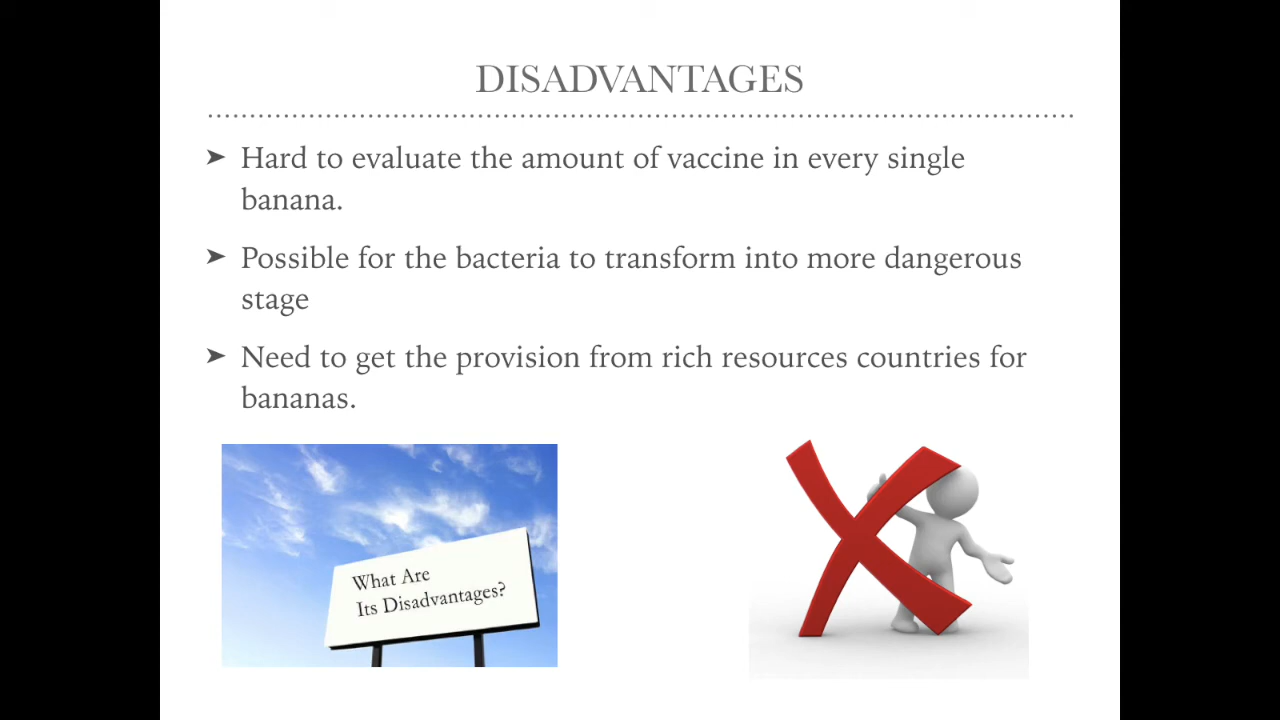 DISADVANTAGES
➤ Hard to evaluate the amount of vaccine in every single
banana.
➤ Possible for the bacteria to transform into more dangerous
stage
➤ Need to get the provision from rich resources countries for
bananas.
What Are
Its Disadvantages?